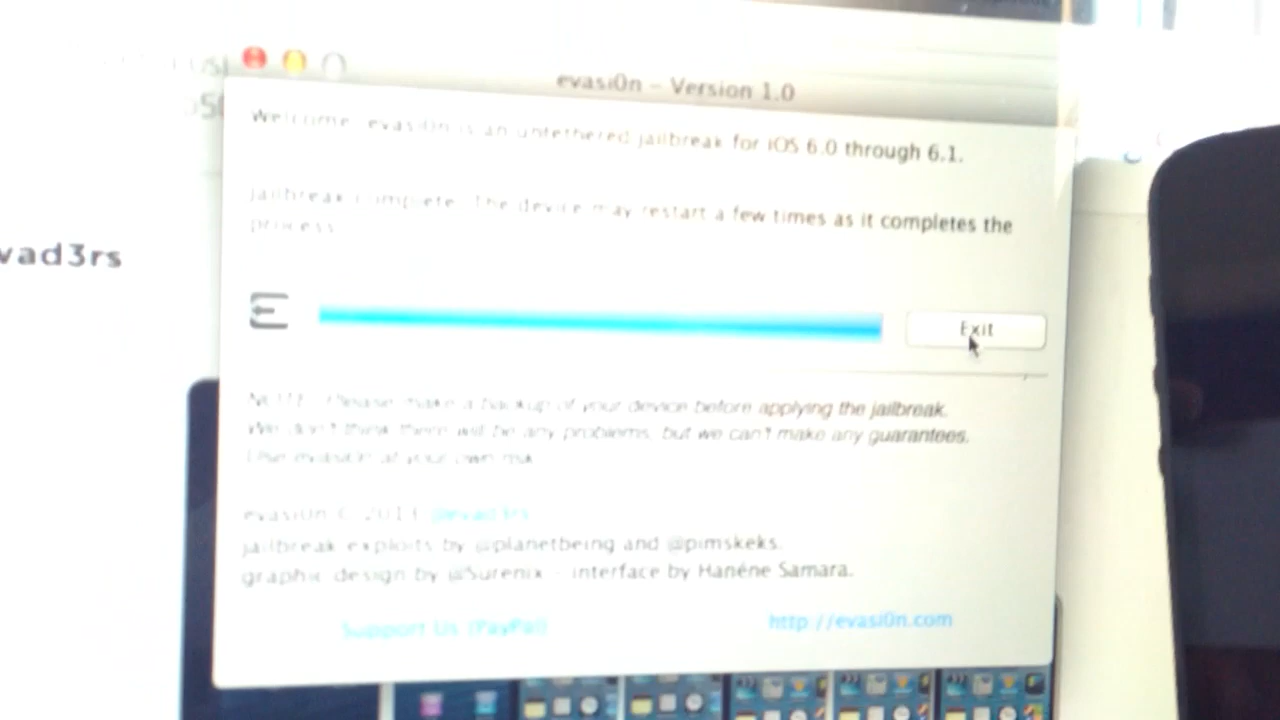 evasi0n – Version 1.0
Welcome. evasi0n is an untethered jailbreak for iOS 6.0 through 6.1.
Jailbreak complete. The device may restart a few times as it completes the
process.
vad3rs
Exit
NOTE: Please make a backup of your device before applying the jailbreak.
We don't think there will be any problems, but we can't make any guarantees.
Use evasi0n at your own risk.
evasi0n © 2013 @evad3rs
jailbreak exploits by @planetbeing and @pimskeks.
graphic design by @Surenix - interface by Hanéne Samara.
Support Us (PayPal)
http://evasi0n.com